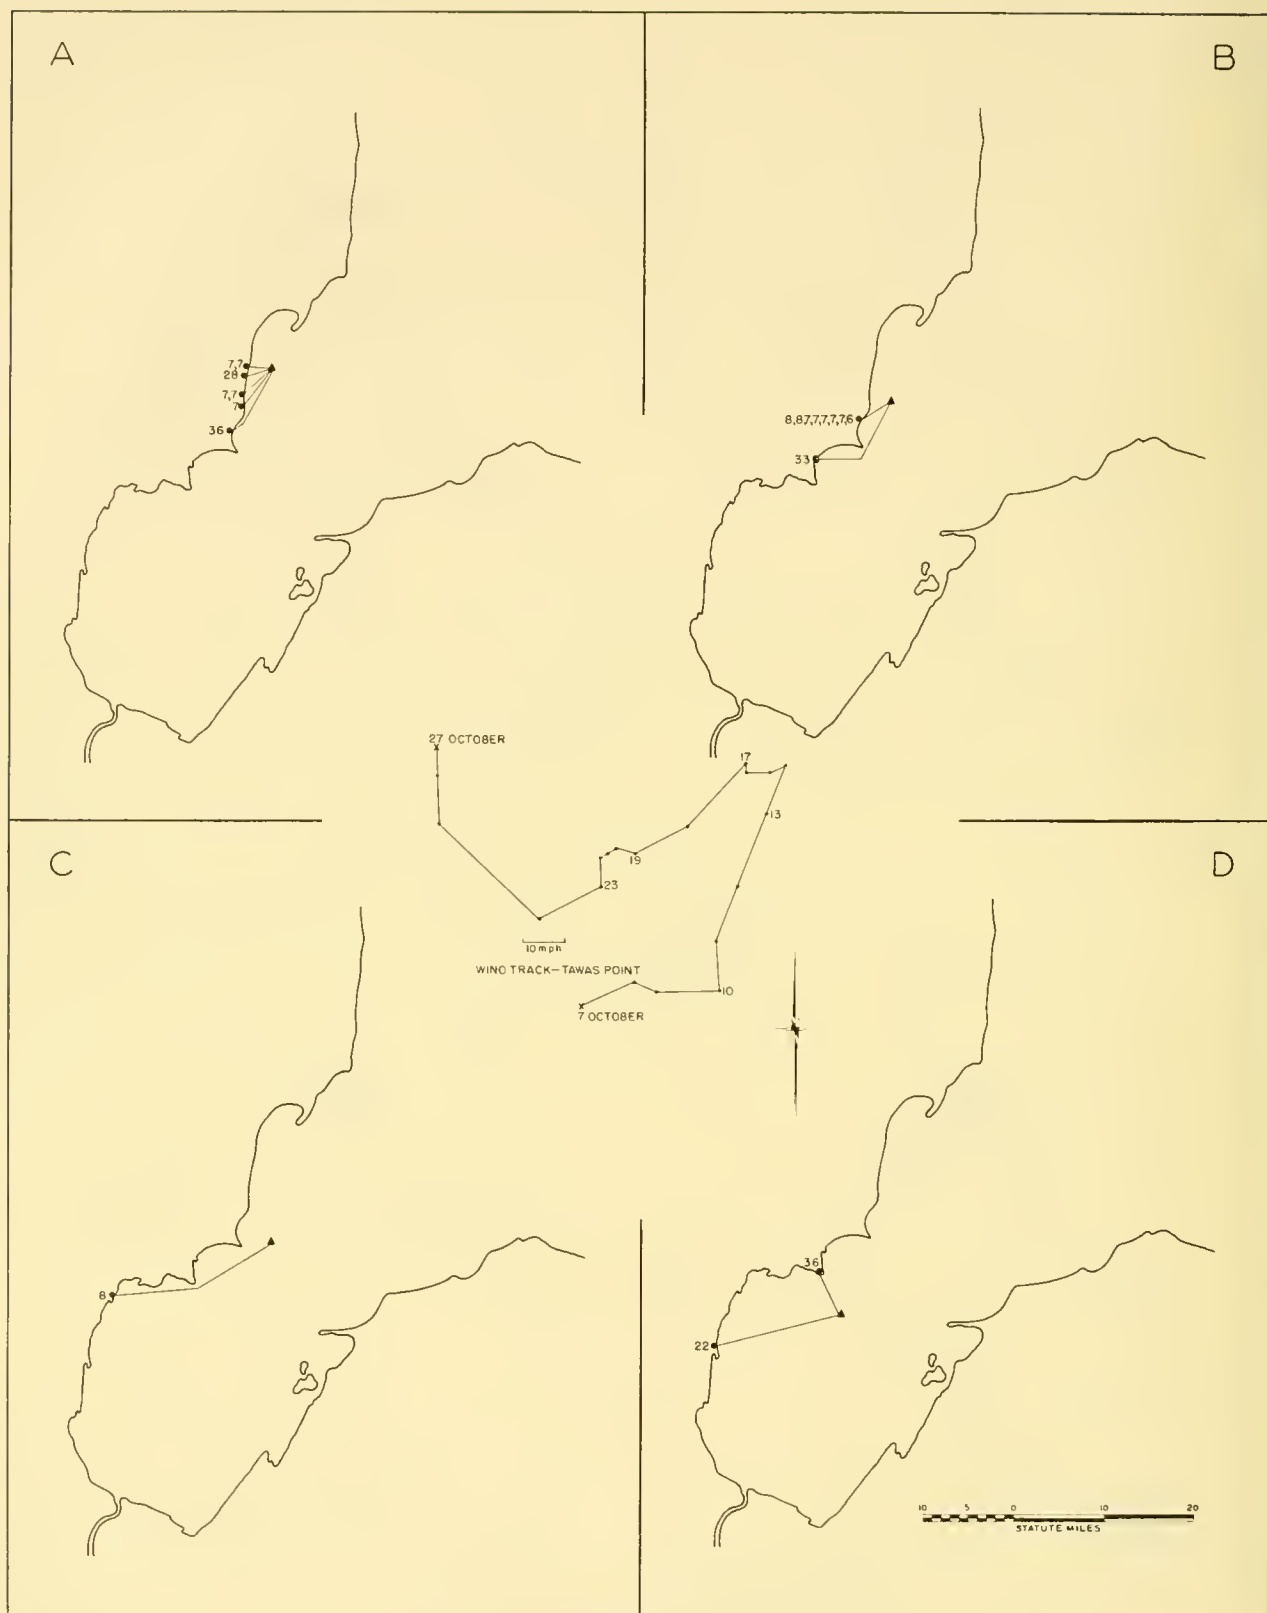 A
B
7,7
28
7,7
7
36
8,8 7,7,7,7,7,6
33
27 OCTOBER
17
13
19
23
10 mph
WIND TRACK—TAWAS POINT
10
7 OCTOBER
C
D
8
36
22
10 5 0 10 20
STATUTE MILES